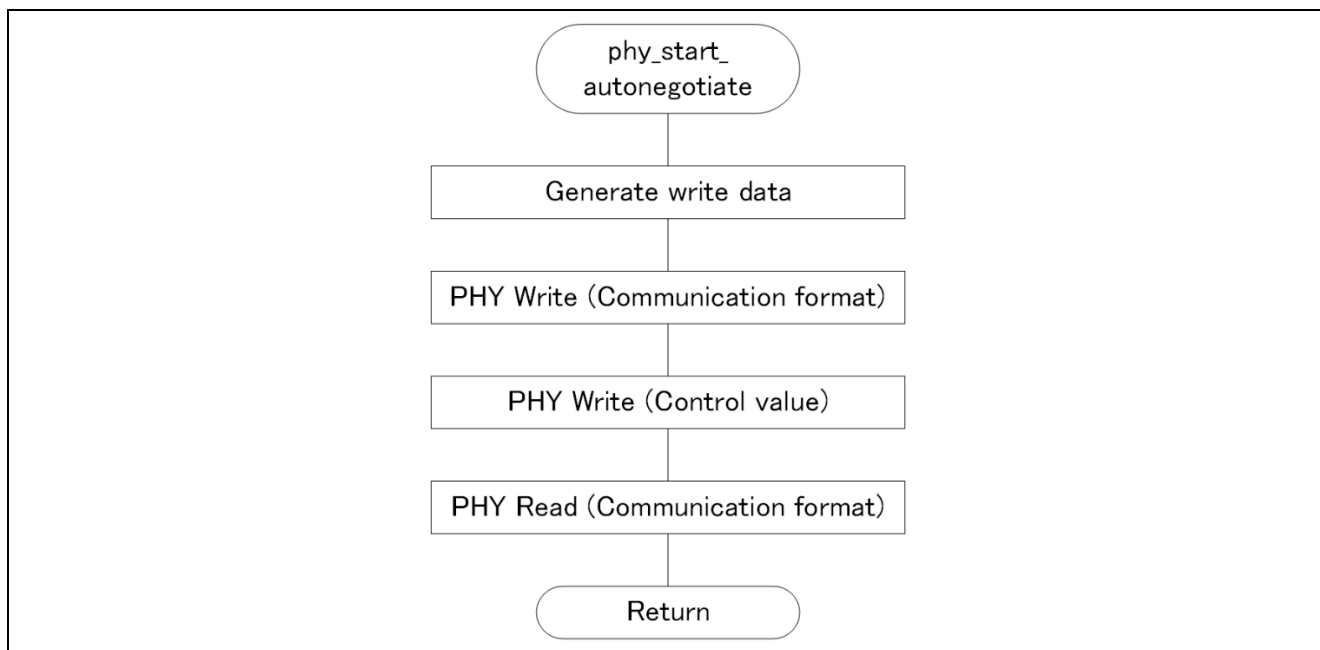 phy_start_
autonegotiate
Generate write data
PHY Write (Communication format)
PHY Write (Control value)
PHY Read (Communication format)
Return